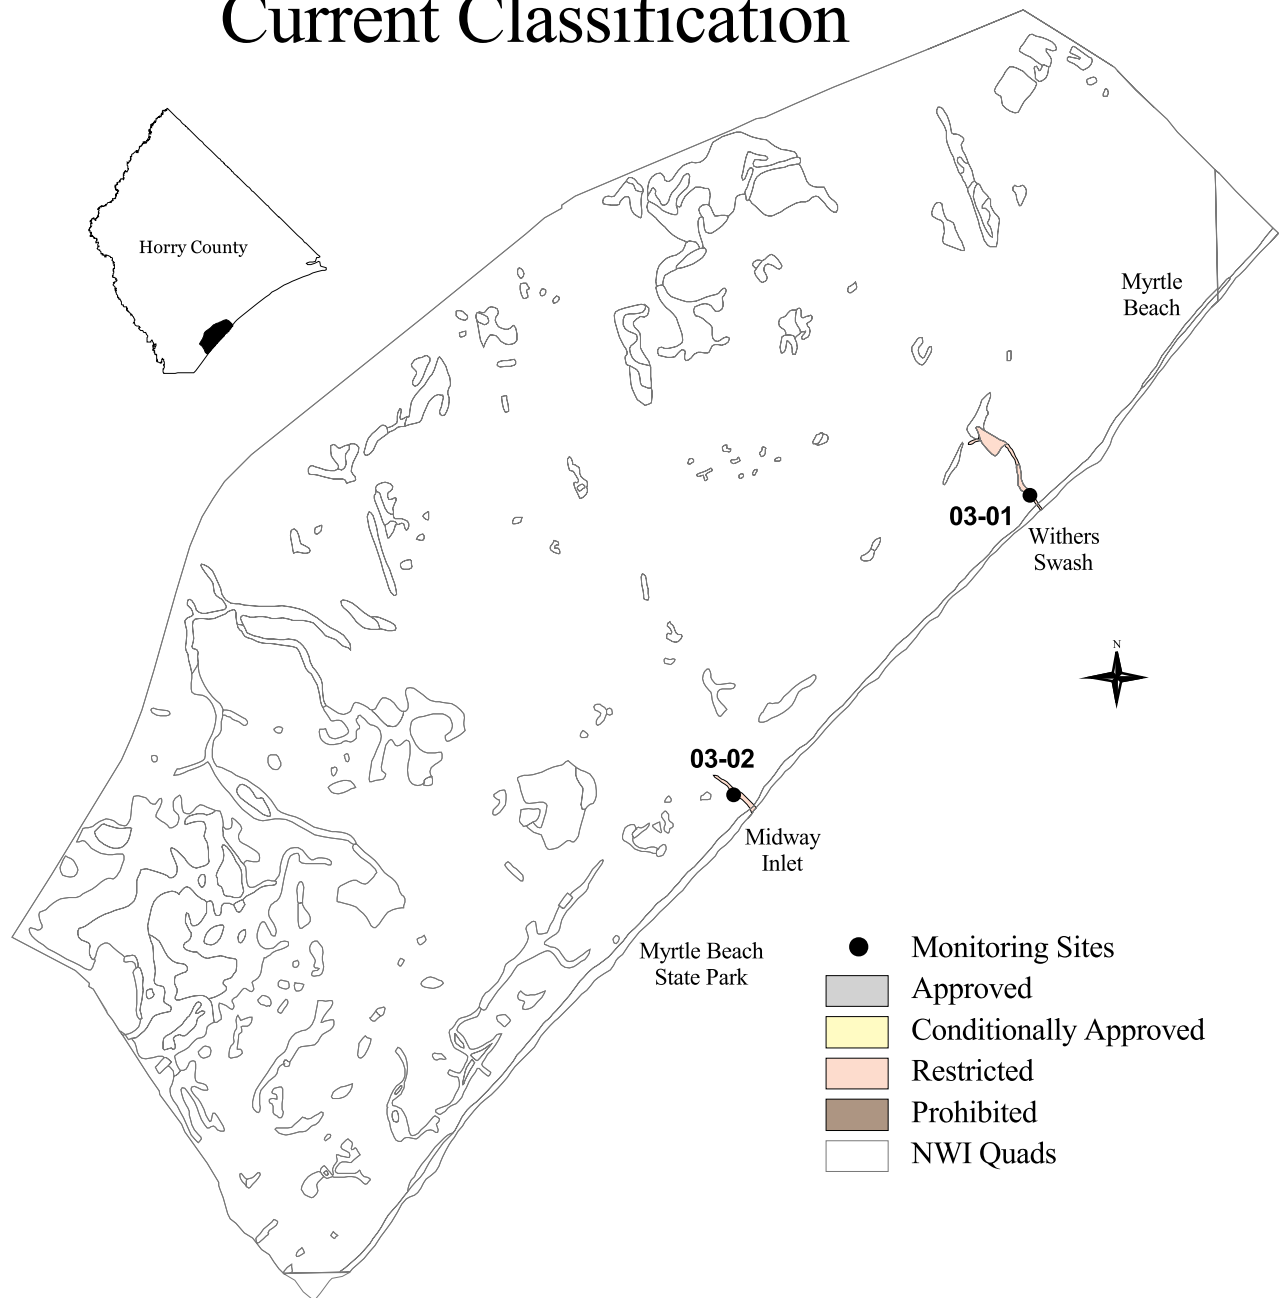 Current Classification
Horry County
Myrtle
Beach
03-01
Withers
Swash
N
03-02
Midway
Inlet
Myrtle Beach
State Park
Monitoring Sites
Approved
Conditionally Approved
Restricted
Prohibited
NWI Quads